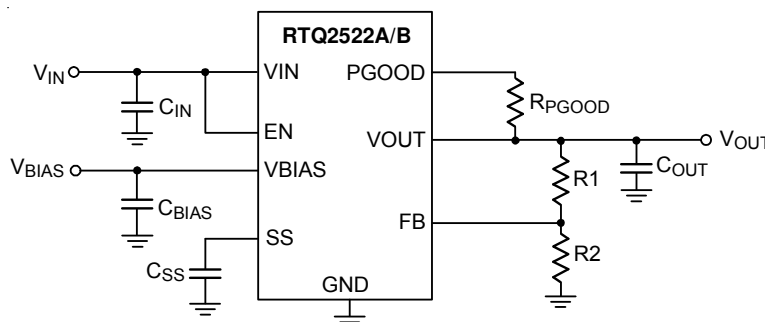 RTQ2522A/B
VIN
VIN
PGOOD
CIN
RPGOOD
EN
VOUT
VOUT
VBIAS
VBIAS
R1
COUT
CBIAS
FB
SS
CSS
R2
GND